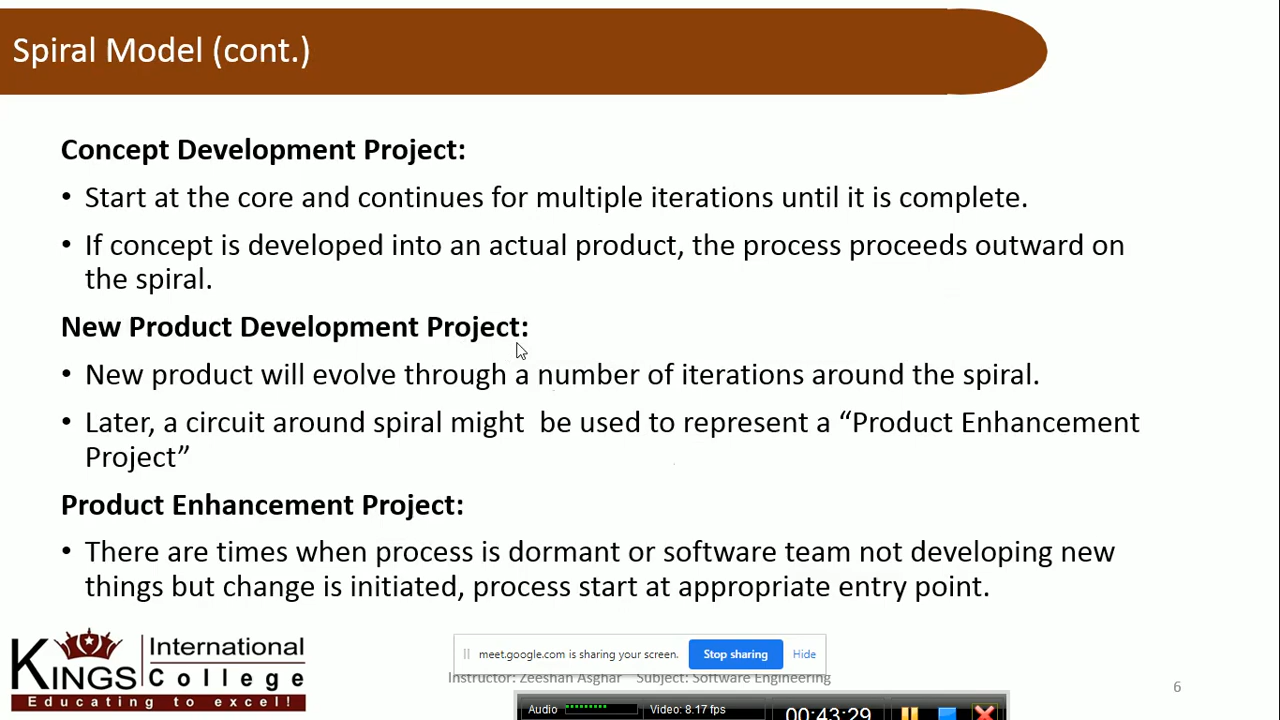 Spiral Model (cont.)
Concept Development Project:
• Start at the core and continues for multiple iterations until it is complete.
• If concept is developed into an actual product, the process proceeds outward on
the spiral.
New Product Development Project:
• New product will evolve through a number of iterations around the spiral.
• Later, a circuit around spiral might  be used to represent a “Product Enhancement
Project”
Product Enhancement Project:
• There are times when process is dormant or software team not developing new
things but change is initiated, process start at appropriate entry point.
KINGS International
College
Educating to excel!
meet.google.com is sharing your screen. Stop sharing Hide
Instructor: Zeeshan Asghar Subject: Software Engineering
6
Audio Video: 8.17 fps 00:43:29